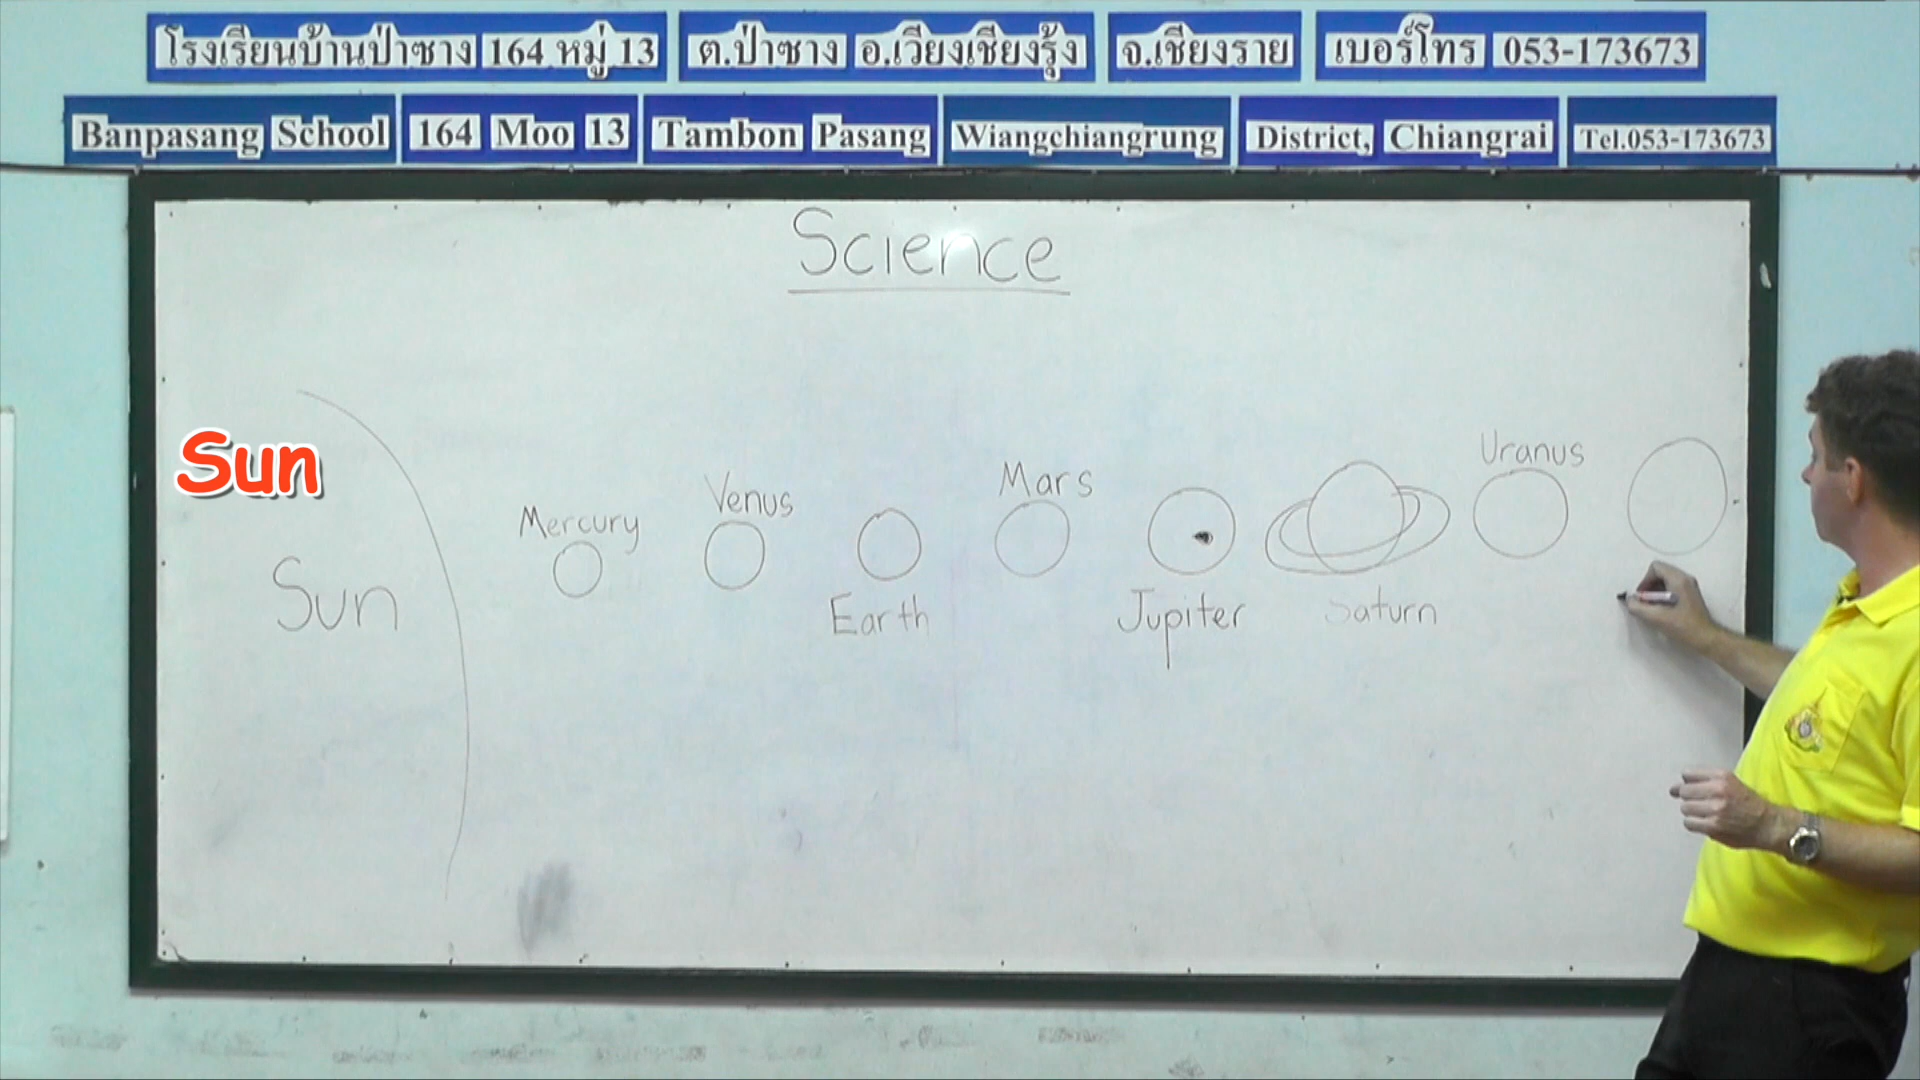 โรงเรียนบ้านป่าซาง 164 หมู่ 13 ต.ป่าซาง อ.เวียงเชียงรุ้ง จ.เชียงราย เบอร์โทร 053-173673
Banpasang School 164 Moo 13 Tambon Pasang Wiangchiangrung District, Chiangrai Tel.053-173673
Science
Sun
Sun
Mercury
Venus
Earth
Mars
Jupiter
Saturn
Uranus